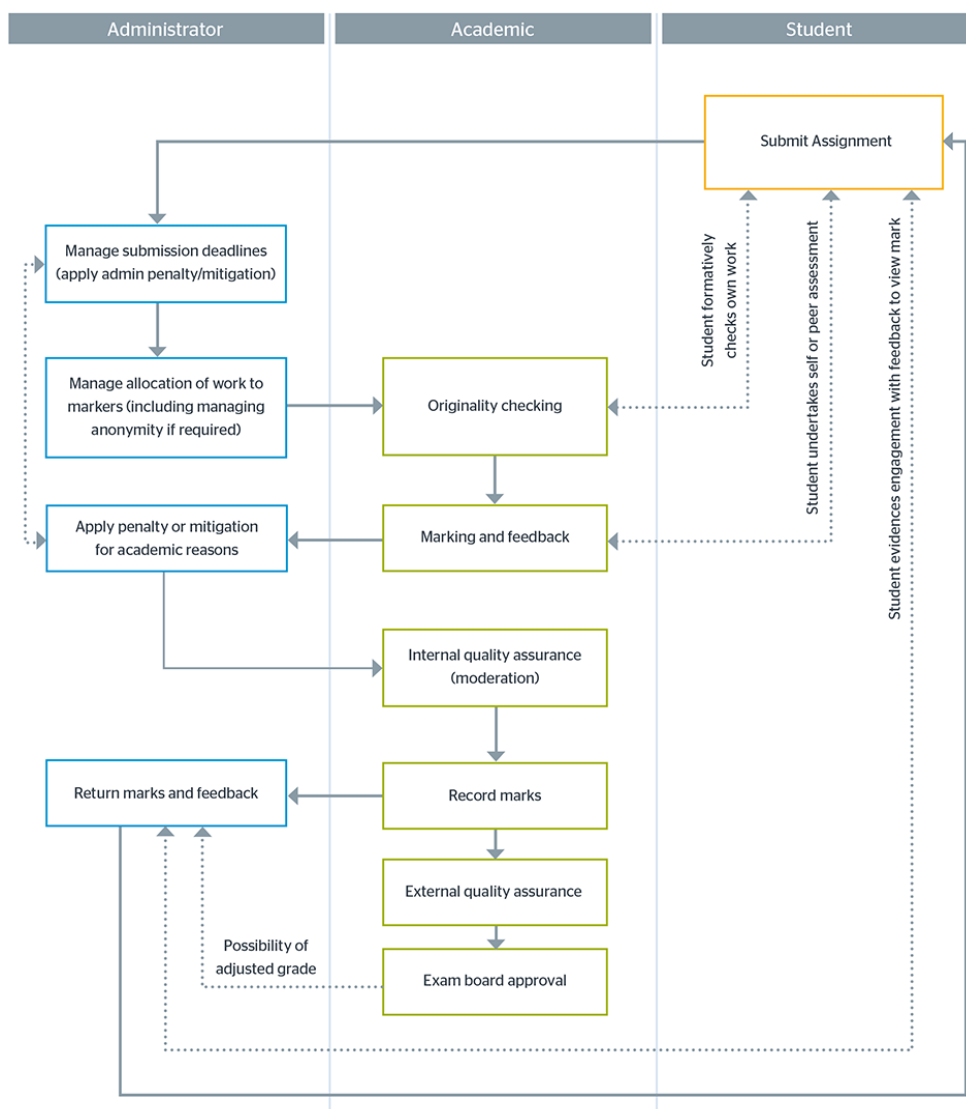 Administrator
Academic
Student
Submit Assignment
Manage submission deadlines
(apply admin penalty/mitigation)
Student formatively
checks own work
Student undertakes self or peer assessment
Student evidences engagement with feedback to view mark
Manage allocation of work to
markers (including managing
anonymity if required)
Originality checking
Apply penalty or mitigation
for academic reasons
Marking and feedback
Internal quality assurance
(moderation)
Return marks and feedback
Record marks
External quality assurance
Possibility of
adjusted grade
Exam board approval